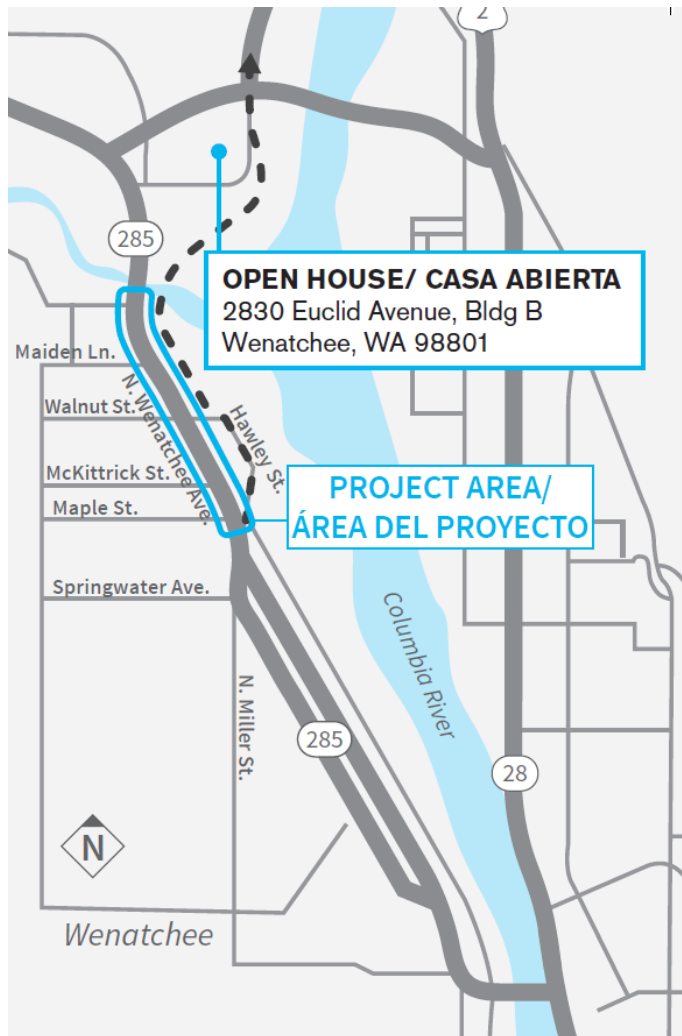 2
285
OPEN HOUSE/ CASA ABIERTA
2830 Euclid Avenue, Bldg B
Wenatchee, WA 98801
Maiden Ln.
N. Wenatchee Ave.
Walnut St.
Hawley St.
McKittrick St.
Maple St.
PROJECT AREA/
ÁREA DEL PROYECTO
Springwater Ave.
Columbia River
N. Miller St.
285
28
N
Wenatchee